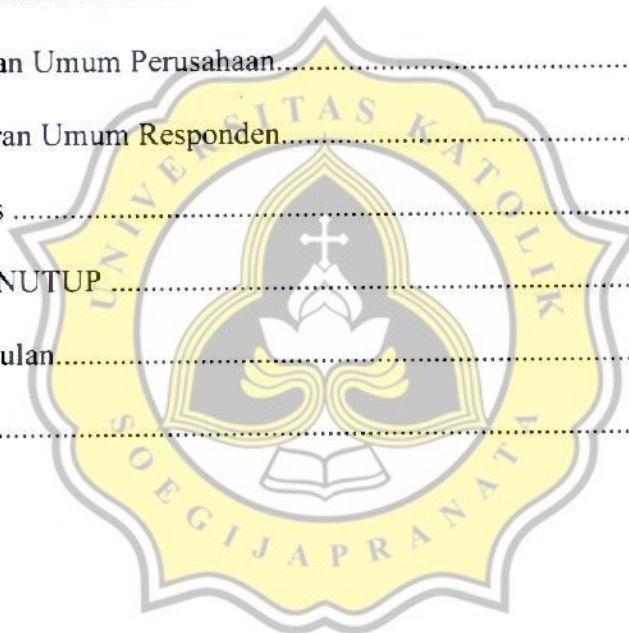 an Umum Perusahaan..........................................
ran Umum Responden..........................................
s ..........................................
NUTUP ..........................................
ulan..........................................
..........................................
UNIVERSITAS KATOLIK
SOEGIJAPRANATA